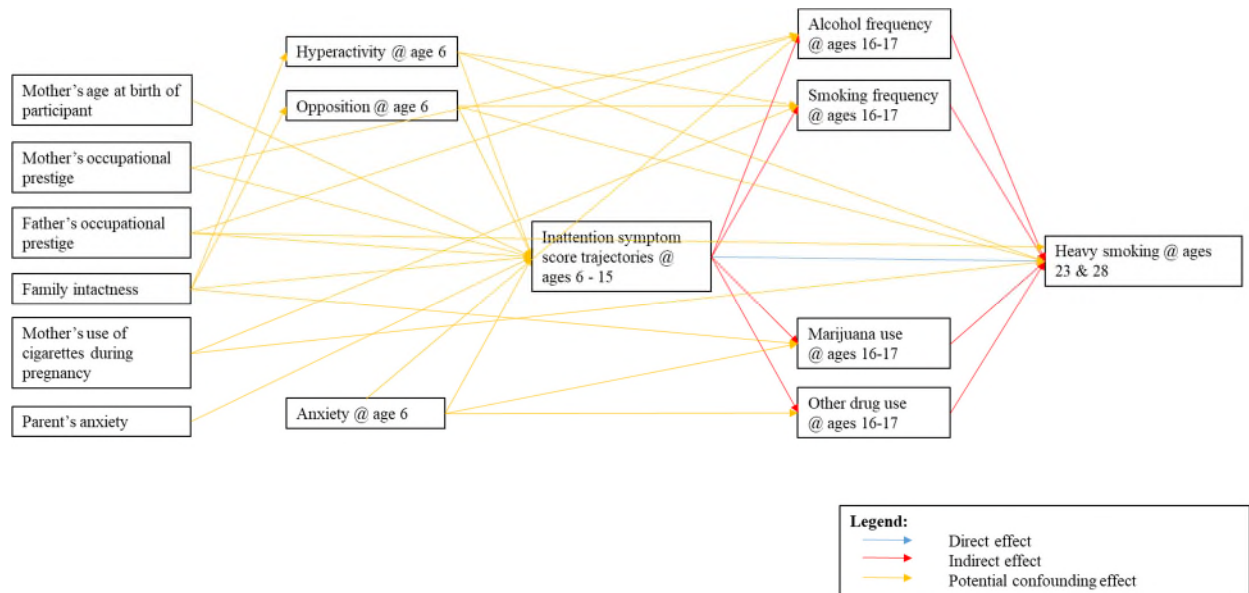 Mother's age at birth of
participant
Mother's occupational
prestige
Father's occupational
prestige
Family intactness
Mother's use of
cigarettes during
pregnancy
Parent's anxiety
Hyperactivity @ age 6
Opposition @ age 6
Anxiety @ age 6
Inattention symptom
score trajectories @
ages 6 - 15
Alcohol frequency
@ ages 16-17
Smoking frequency
@ ages 16-17
Marijuana use
@ ages 16-17
Other drug use
@ ages 16-17
Heavy smoking @ ages
23 & 28
Legend:
Direct effect
Indirect effect
Potential confounding effect